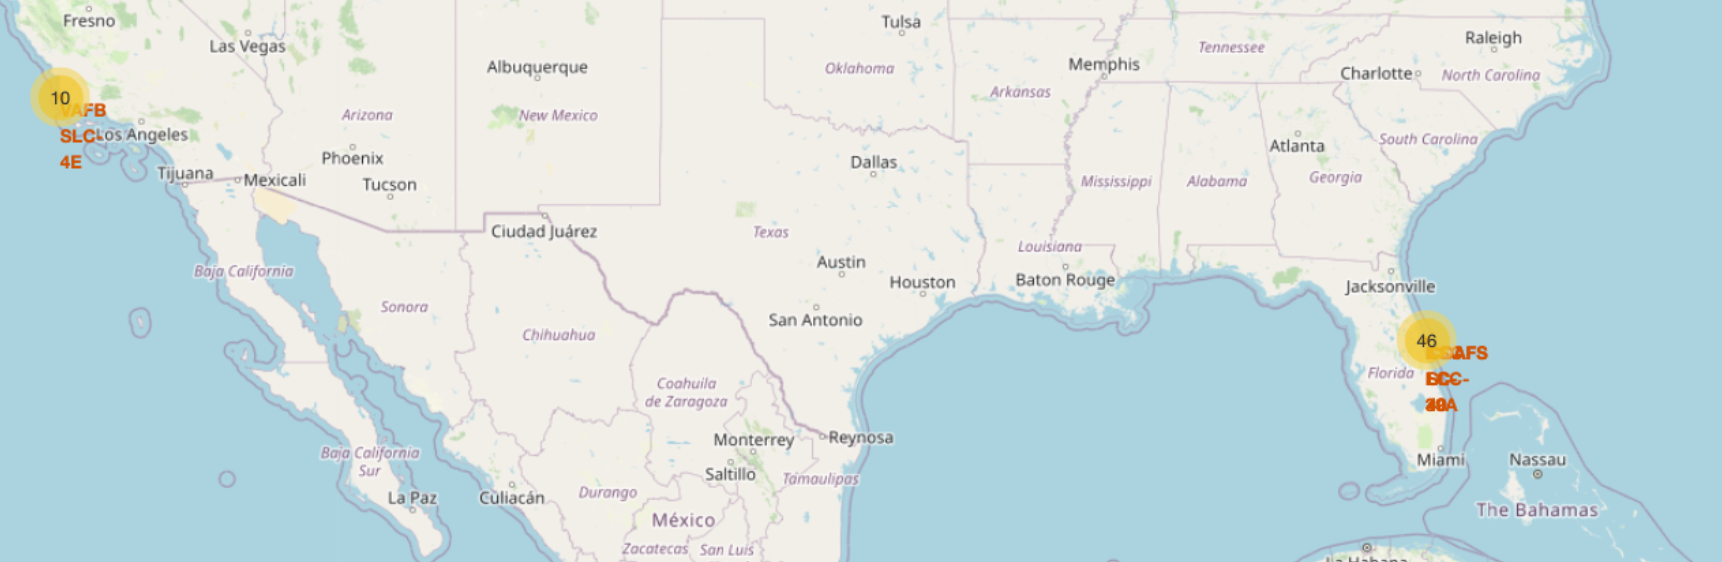 Fresno
Tulsa
Raleigh
Las Vegas
Tennessee
Albuquerque
Oklahoma
Memphis
Charlotte
North Carolina
10
Arkansas
VAFB
Arizona
New Mexico
SLC-
Los Angeles
South Carolina
Atlanta
4E
Phoenix
Dallas
Tijuana
Mexicali
Tucson
Mississippi
Alabama
Georgia
Ciudad Juárez
Texas
Louisiana
Baja California
Austin
Houston
Baton Rouge
Jacksonville
Sonora
San Antonio
Chihuahua
46
Florida
Coahuila
de Zaragoza
Monterrey
Reynosa
Baja California
Sur
Saltillo
Tamaulipas
Miami
Nassau
La Paz
Culiacán
Durango
The Bahamas
México
Zacatecas
San Luis
La Habana